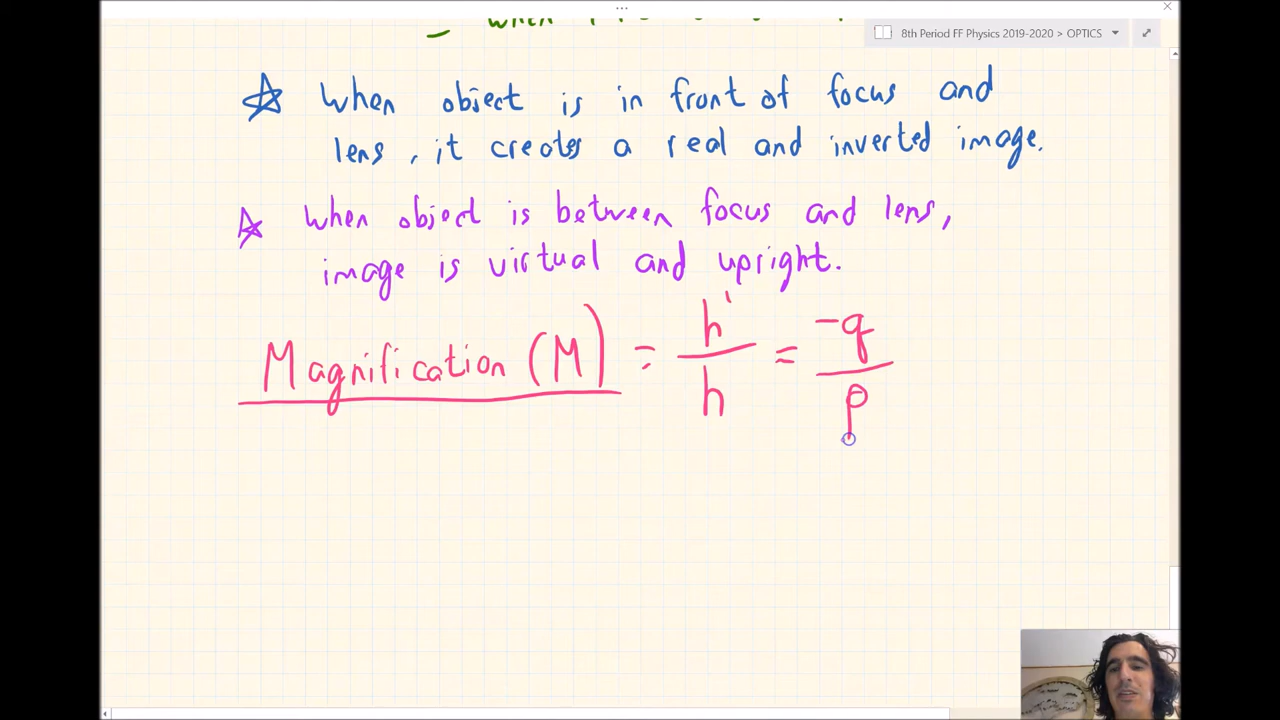 when
8th Period FF Physics 2019-2020 > OPTICS
☆ When object is in front of focus and
lens, it creates a real and inverted image.
☆ When object is between focus and lens,
image is virtual and upright.
Magnification (M) = h'/h = -q/p